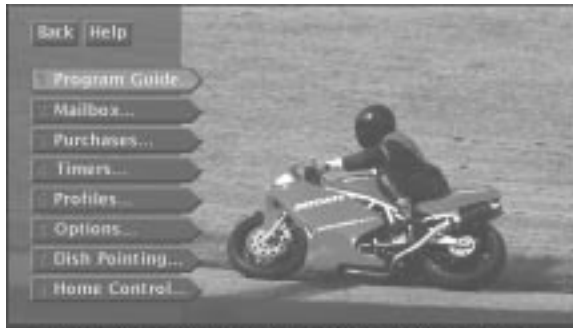 Back Help
Program Guide
Mailbox...
Purchases...
Timers...
Profiles...
Options...
Dish Pointing...
Home Control...